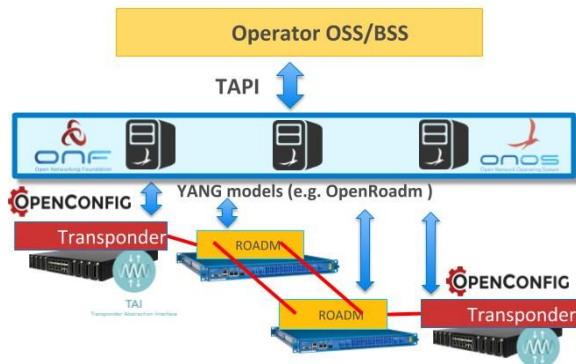 Operator OSS/BSS
TAPI
ONF
Open Networking Foundation
onos
Open Network Operating System
YANG models (e.g. OpenRoadm )
OPENCONFIG
Transponder
ROADM
TAI
Transponder Abstraction Interface
OPENCONFIG
ROADM
Transponder